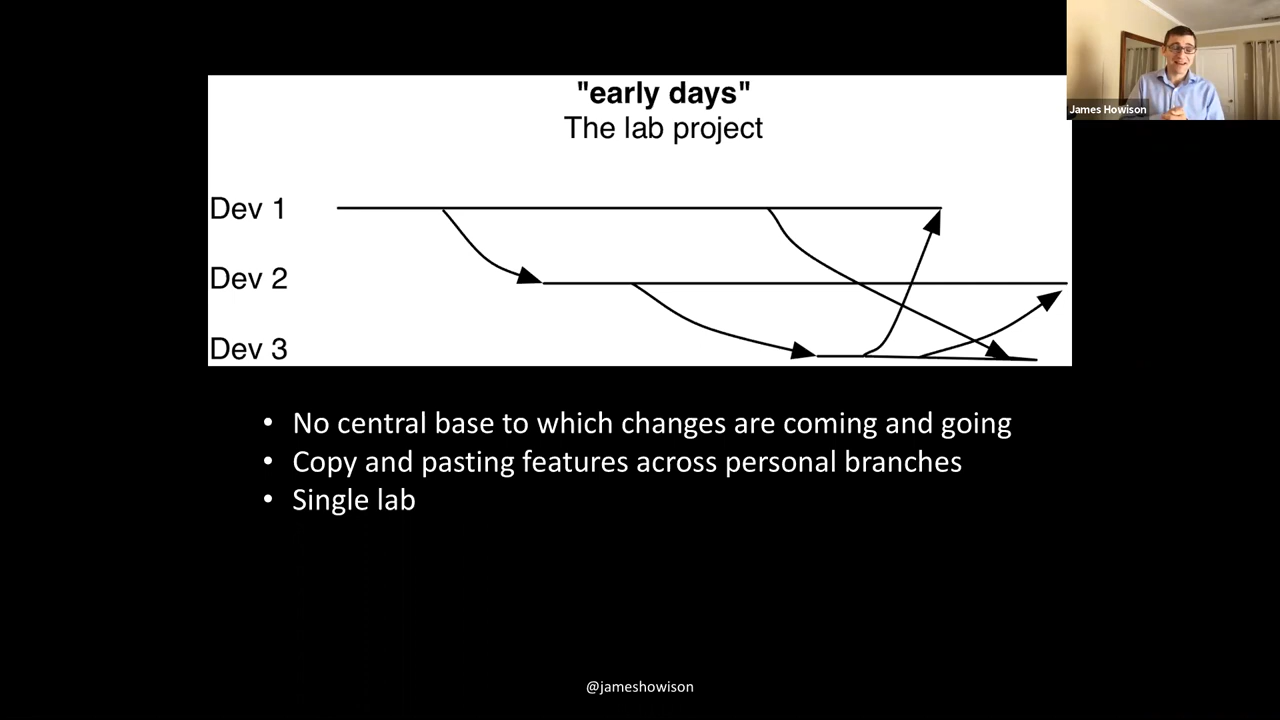 James Howison
"early days"
The lab project
Dev 1
Dev 2
Dev 3
• No central base to which changes are coming and going
• Copy and pasting features across personal branches
• Single lab
@jameshowison